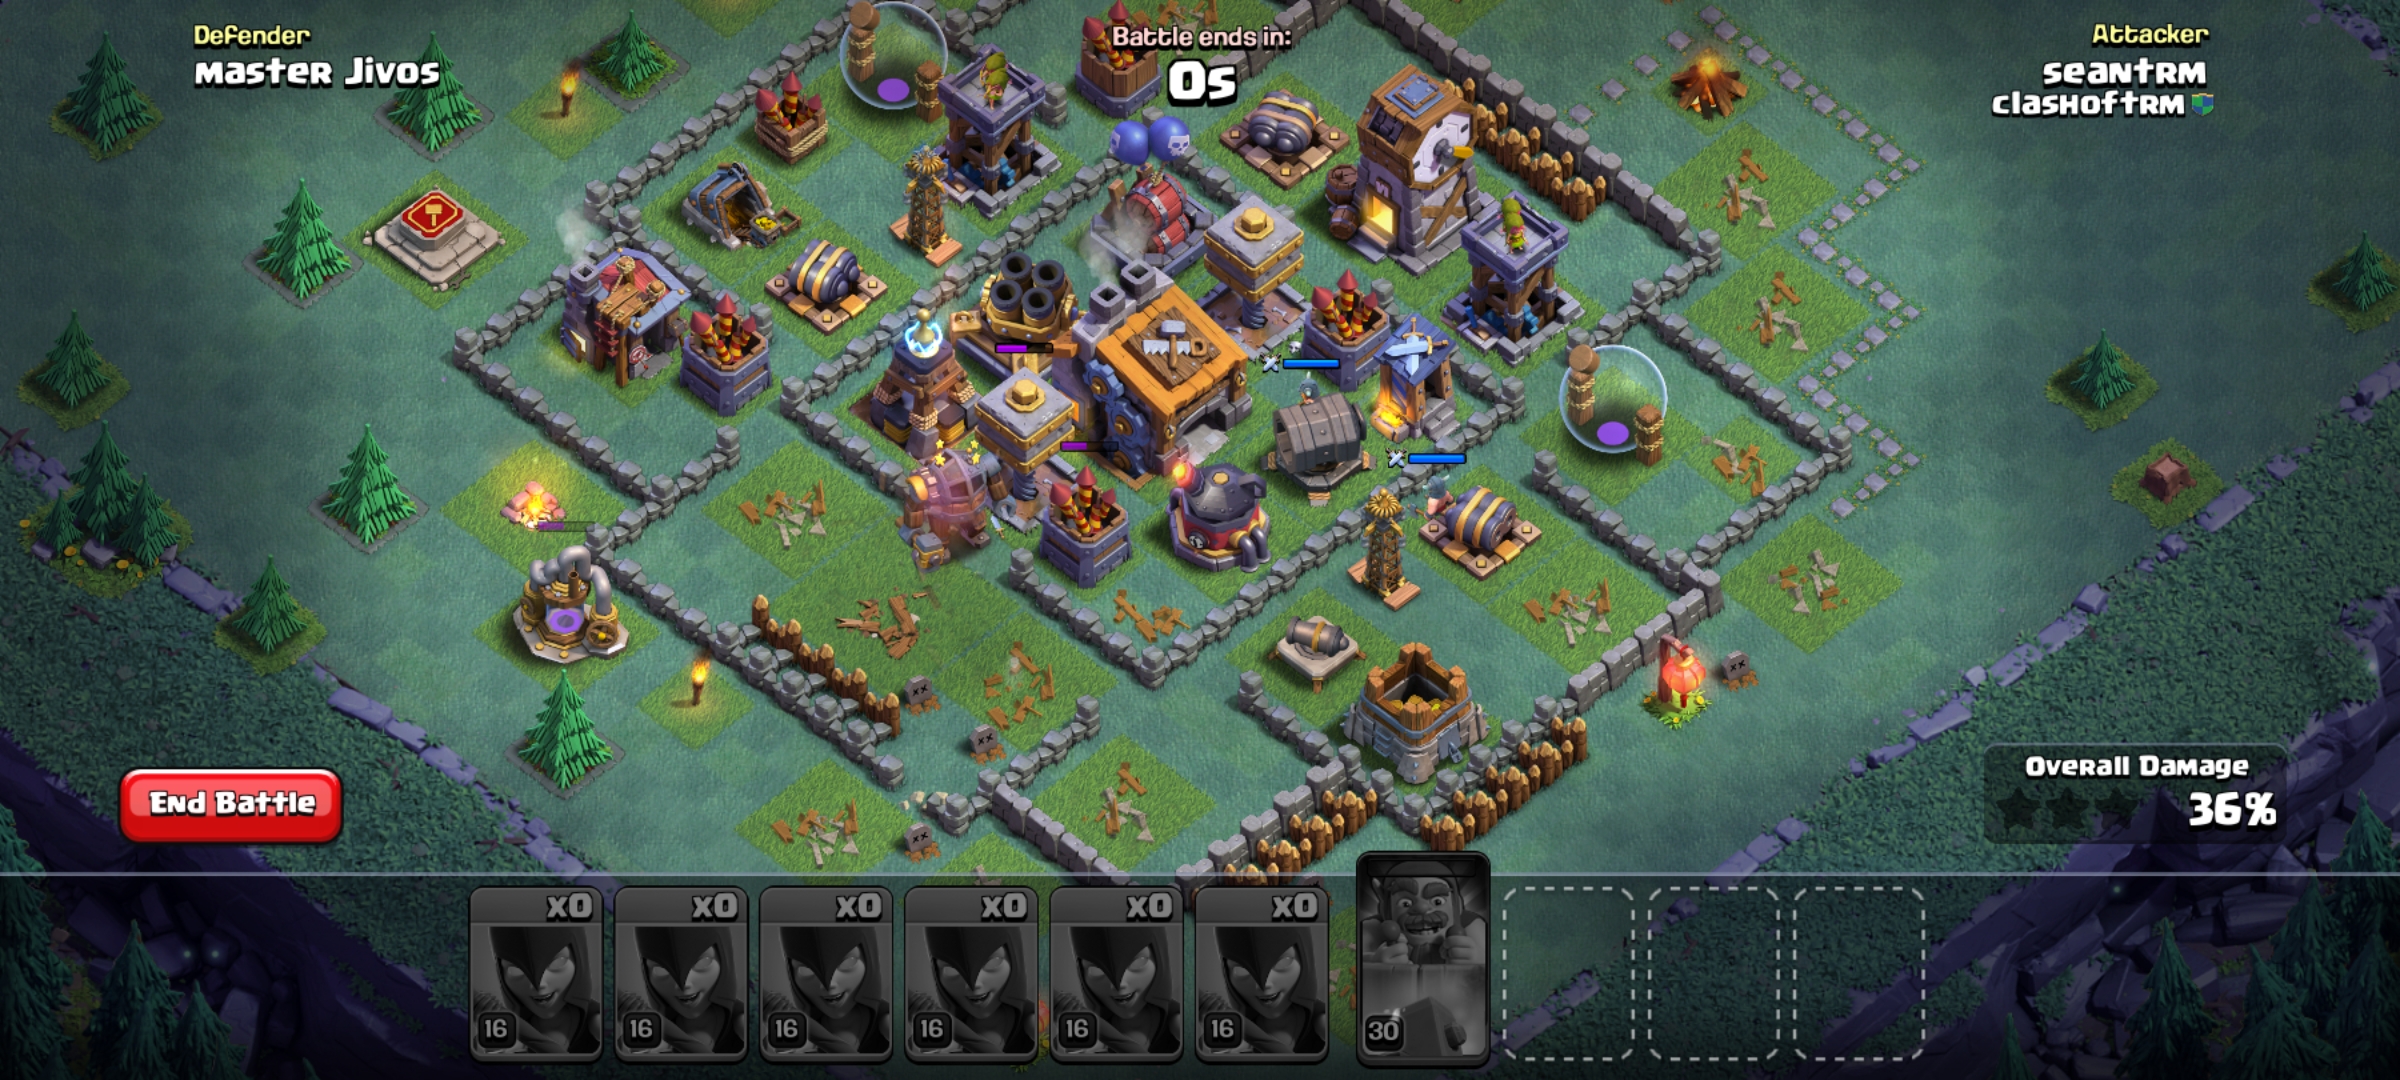 Defender
Master Jivos
Battle ends in:
0s
Attacker
seanTRM
clashofTRM
End Battle
Overall Damage
36%
x0
x0
x0
x0
x0
x0
16
16
16
16
16
16
30